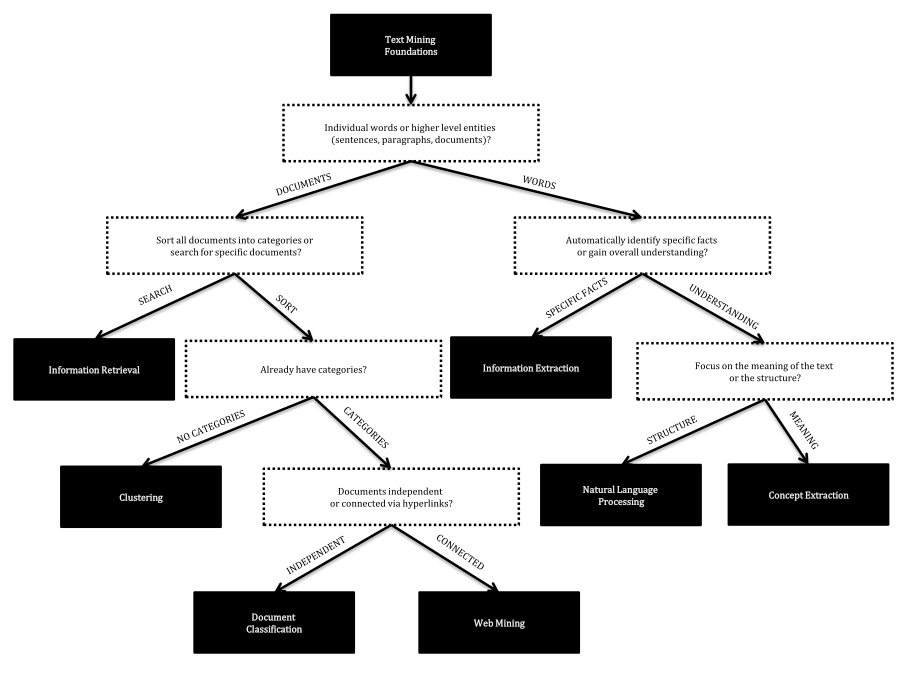 Text Mining
Foundations
Individual words or higher level entities
(sentences, paragraphs, documents)?
DOCUMENTS
WORDS
Sort all documents into categories or
search for specific documents?
Automatically identify specific facts
or gain overall understanding?
SEARCH
SORT
SPECIFIC FACTS
UNDERSTANDING
Information Retrieval
Already have categories?
Information Extraction
Focus on the meaning of the text
or the structure?
NO CATEGORIES
CATEGORIES
STRUCTURE
MEANING
Clustering
Documents independent
or connected via hyperlinks?
Natural Language
Processing
Concept Extraction
INDEPENDENT
CONNECTED
Document
Classification
Web Mining